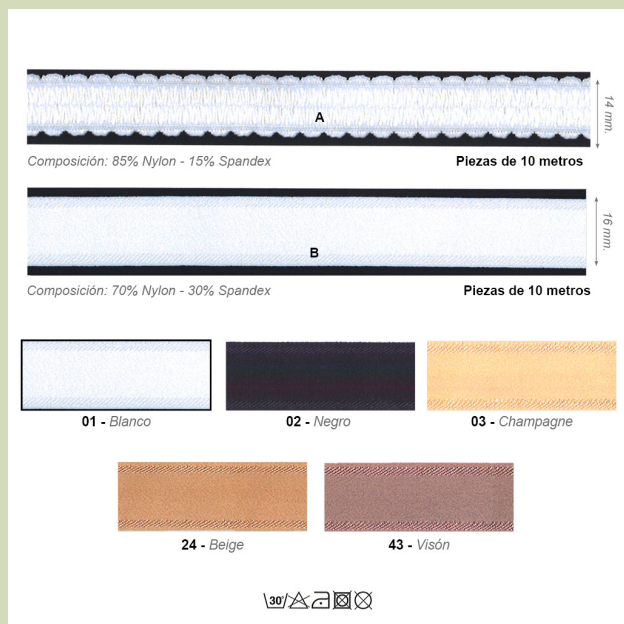 A
14 mm.
Composición: 85% Nylon - 15% Spandex
Piezas de 10 metros
B
16 mm.
Composición: 70% Nylon - 30% Spandex
Piezas de 10 metros
01 - Blanco
02 - Negro
03 - Champagne
24 - Beige
43 - Visón
30°